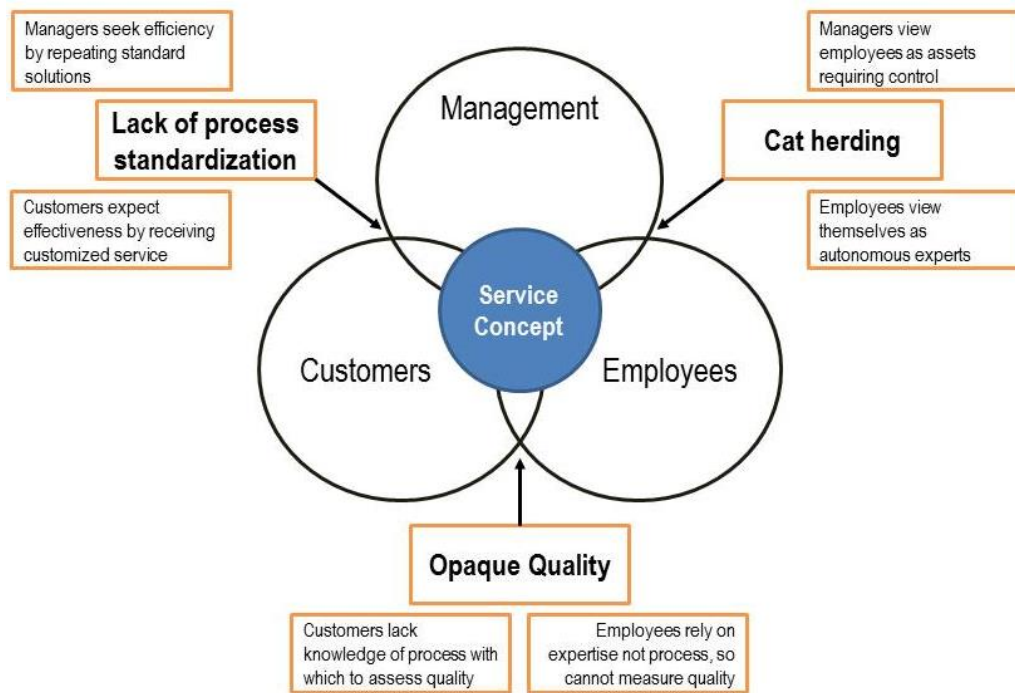 Managers seek efficiency
by repeating standard
solutions
Managers view
employees as assets
requiring control
Management
Lack of process
standardization
Cat herding
Customers expect
effectiveness by receiving
customized service
Employees view
themselves as
autonomous experts
Service
Concept
Customers
Employees
Opaque Quality
Customers lack
knowledge of process with
which to assess quality
Employees rely on
expertise not process, so
cannot measure quality